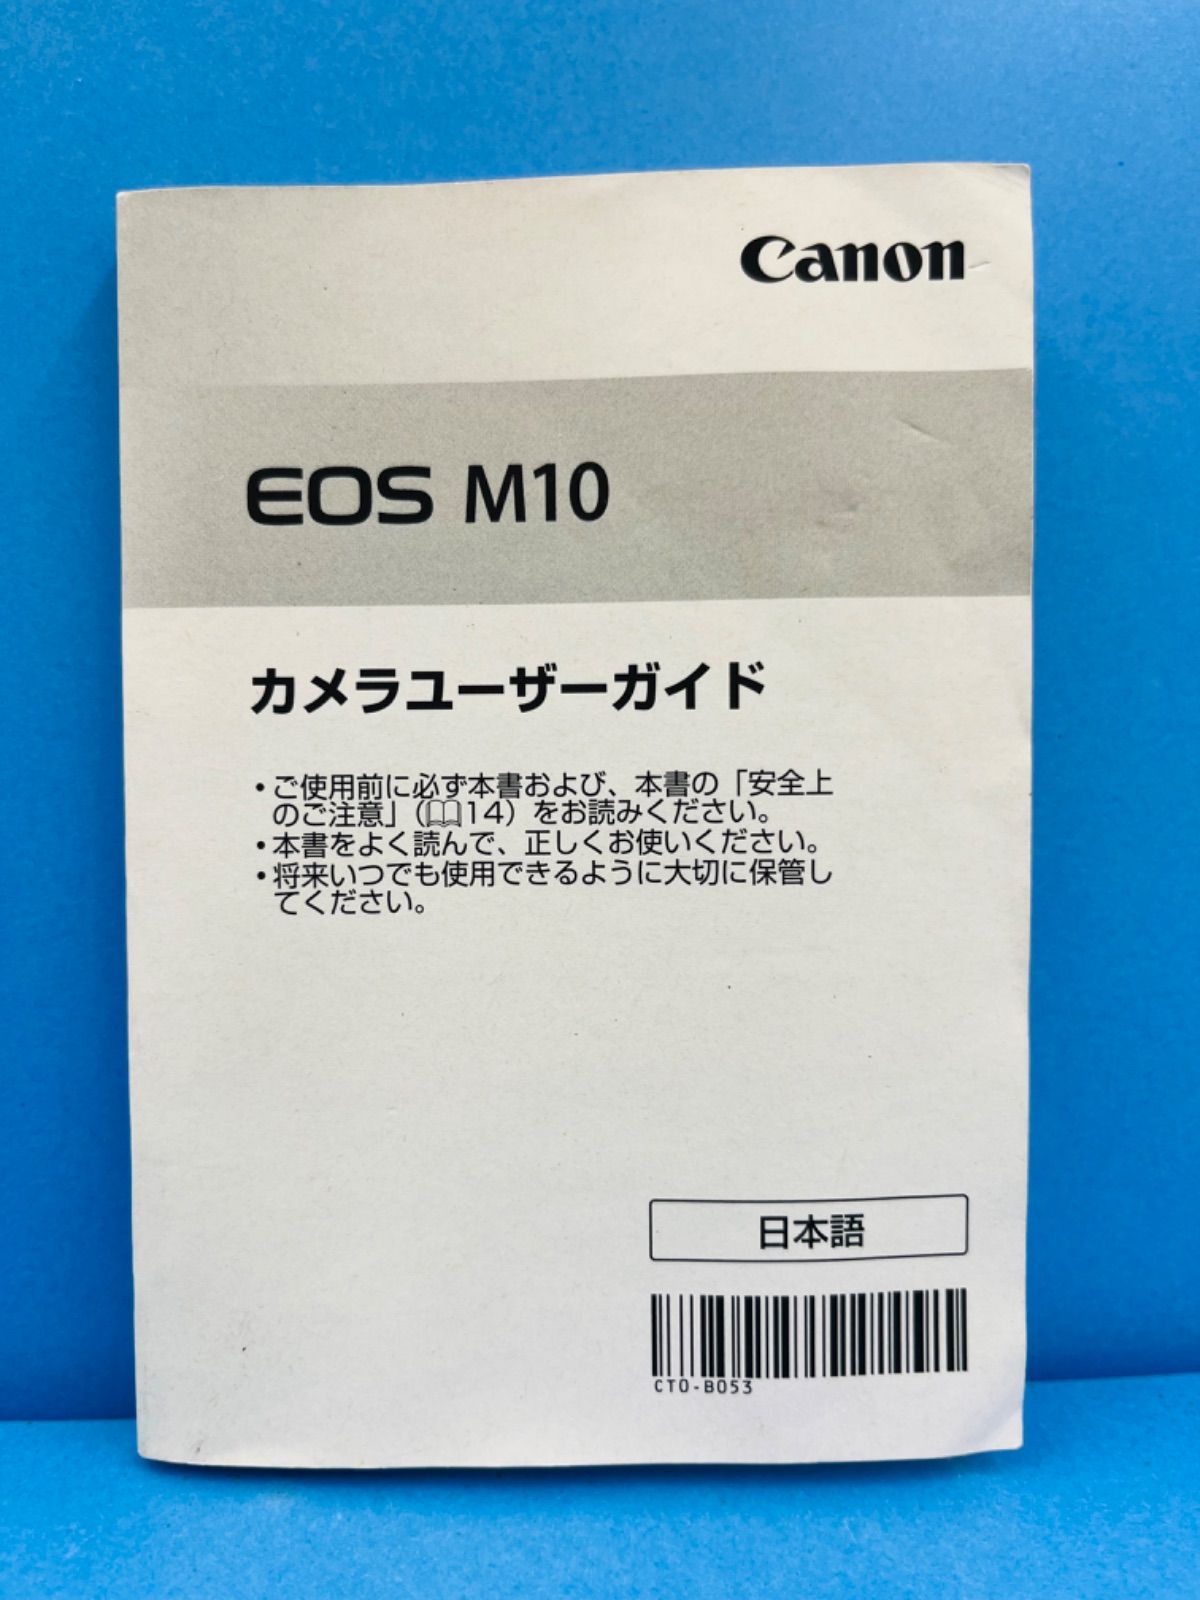 Canon
EOS M10
カメラユーザーガイド
・ご使用前に必ず本書および、本書の「安全上
のご注意」（📖14）をお読みください。
・本書をよく読んで、正しくお使いください。
・将来いつでも使用できるように大切に保管し
てください。
日本語
CT0-B053